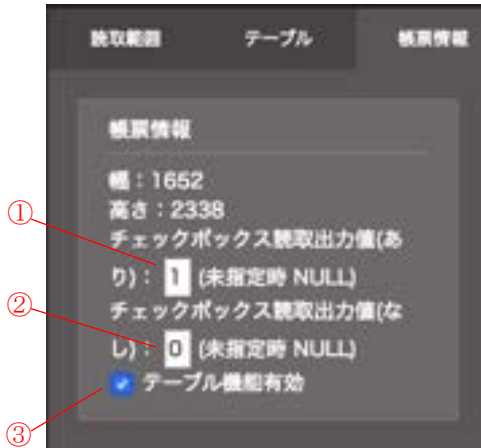 読取範囲 テーブル 帳票情報
帳票情報
幅：1652
高さ：2338
チェックボックス読取出力値(あ
① り)： 1 (未指定時 NULL)
チェックボックス読取出力値(な
② し)： 0 (未指定時 NULL)
テーブル機能有効
③